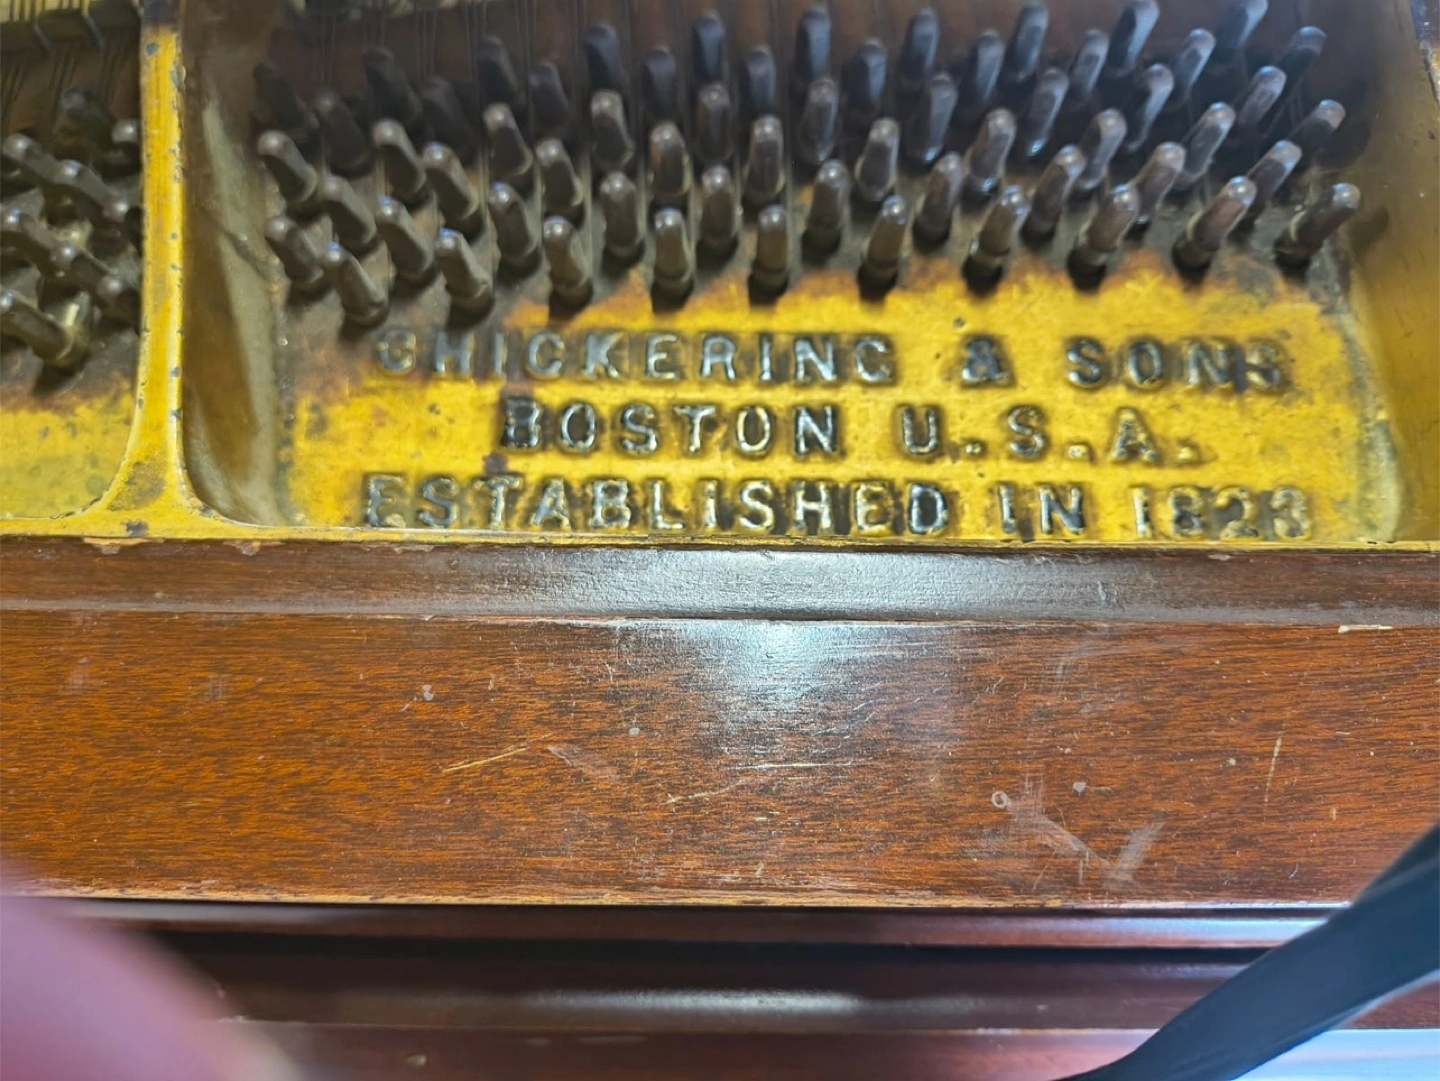 CHICKERING & SONS
BOSTON U.S.A.
ESTABLISHED IN 1823